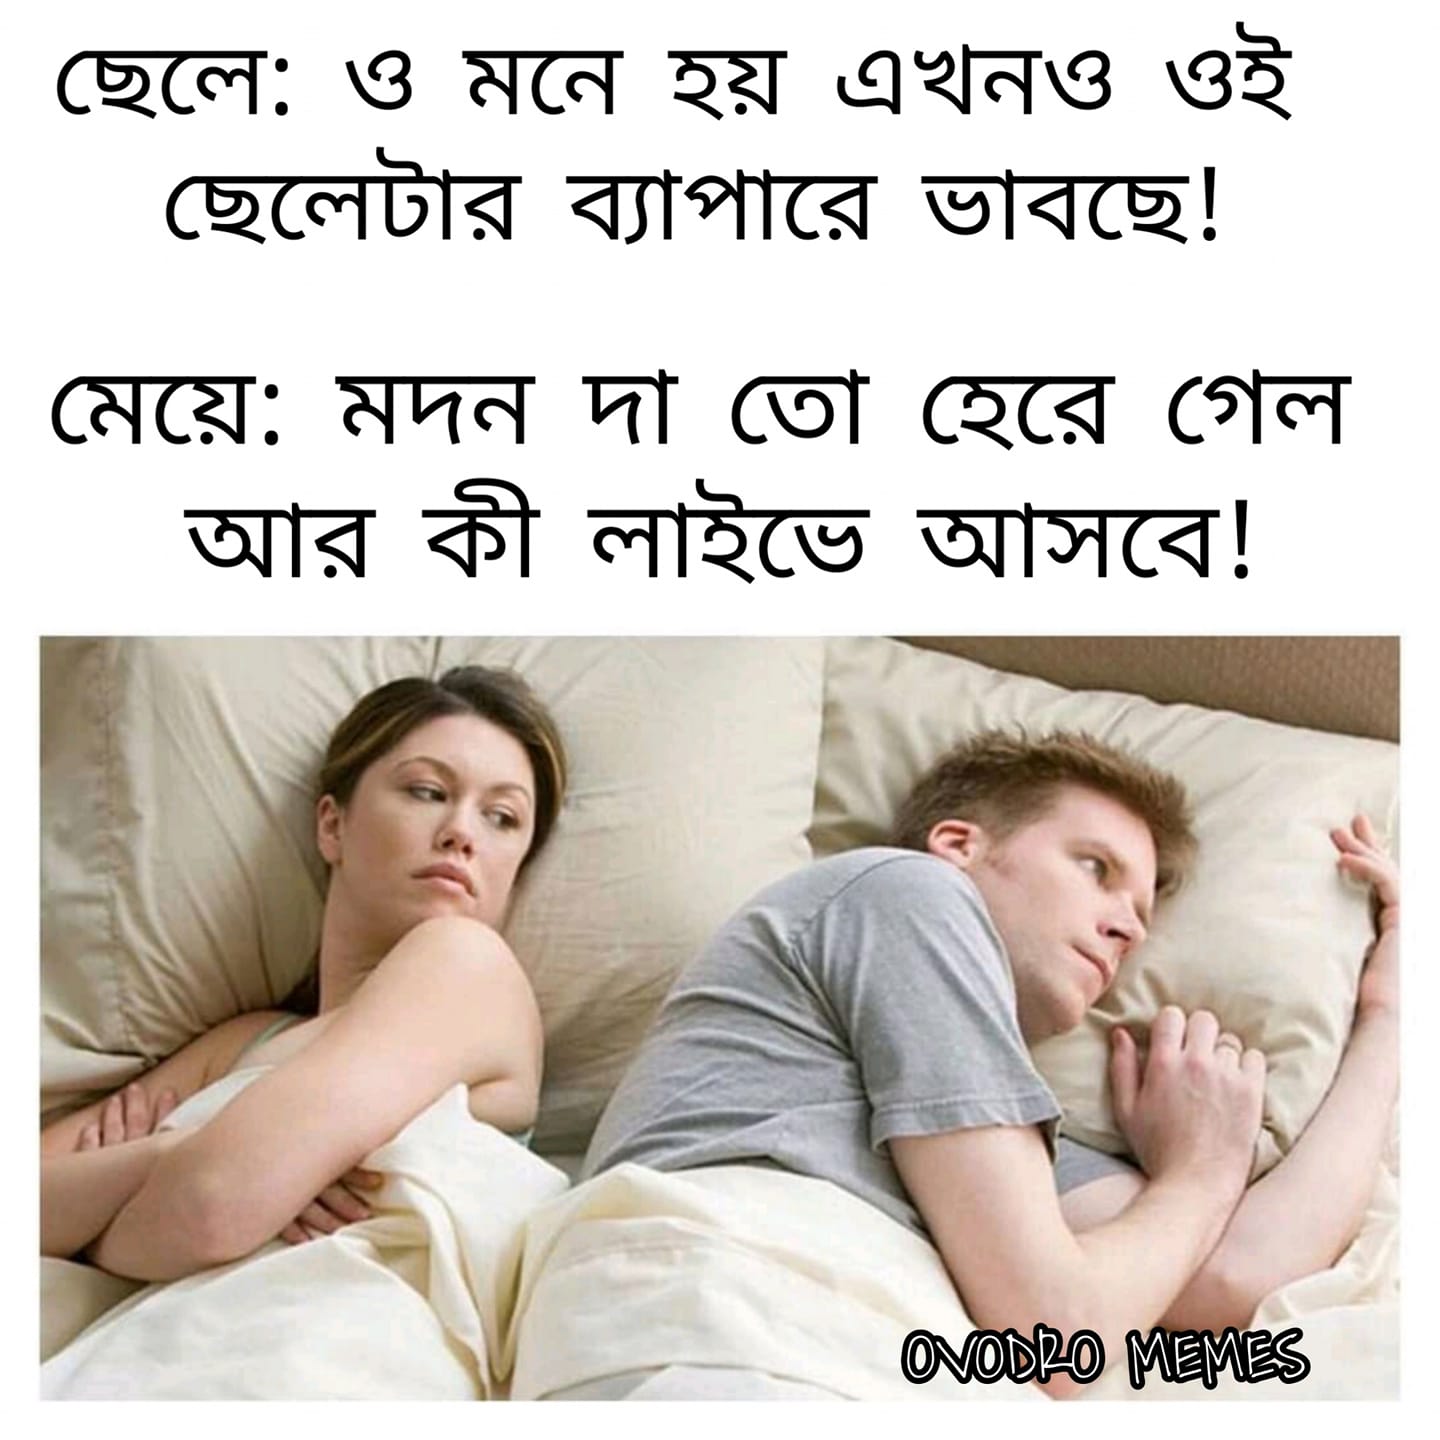 ছেলে: ও মনে হয় এখনও ওই
ছেলেটার ব্যাপারে ভাবছে!
মেয়ে: মদন দা তো হেরে গেল
আর কী লাইভে আসবে!
OVODRO MEMES